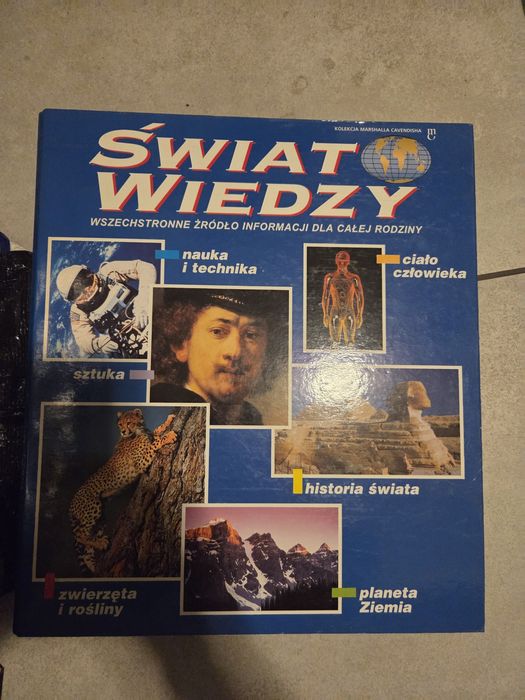 KOLEKCJA MARSHALLA CAVENDISHA
mc
ŚWIAT
WIEDZY
WSZECHSTRONNE ŹRÓDŁO INFORMACJI DLA CAŁEJ RODZINY
nauka
i technika
ciało
człowieka
sztuka
historia świata
zwierzęta
i rośliny
planeta
Ziemia